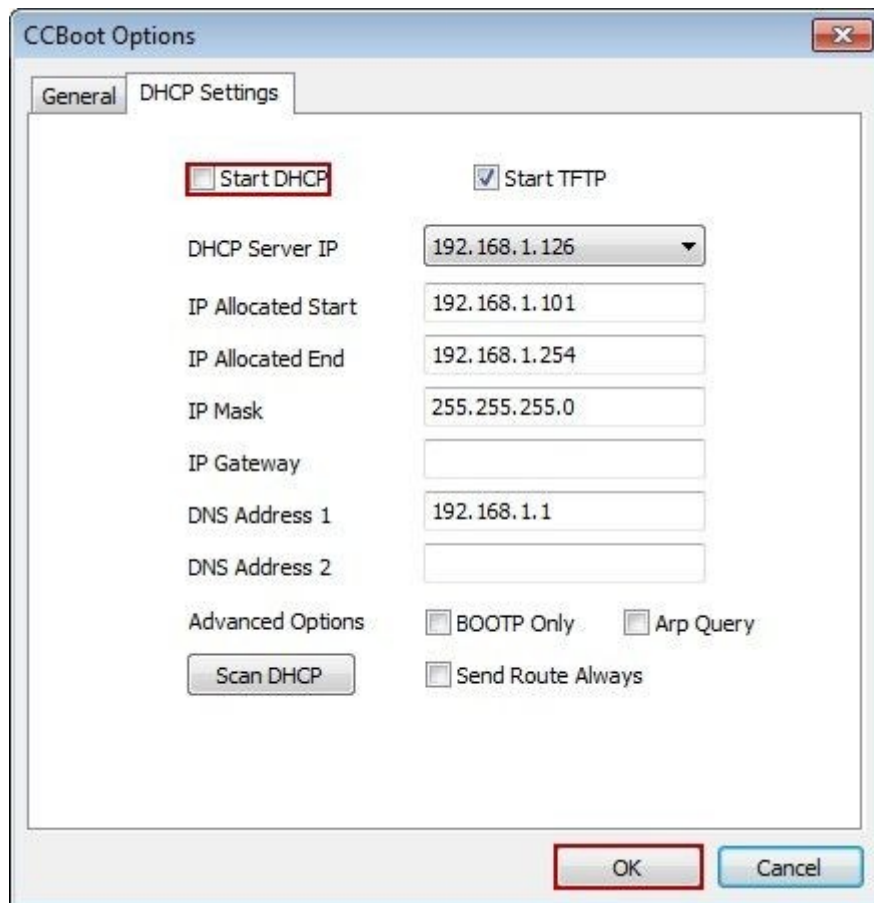 CCBoot Options
General DHCP Settings
Start DHCP Start TFTP
DHCP Server IP 192.168.1.126
IP Allocated Start 192.168.1.101
IP Allocated End 192.168.1.254
IP Mask 255.255.255.0
IP Gateway
DNS Address 1 192.168.1.1
DNS Address 2
Advanced Options BOOTP Only Arp Query
Scan DHCP Send Route Always
OK Cancel